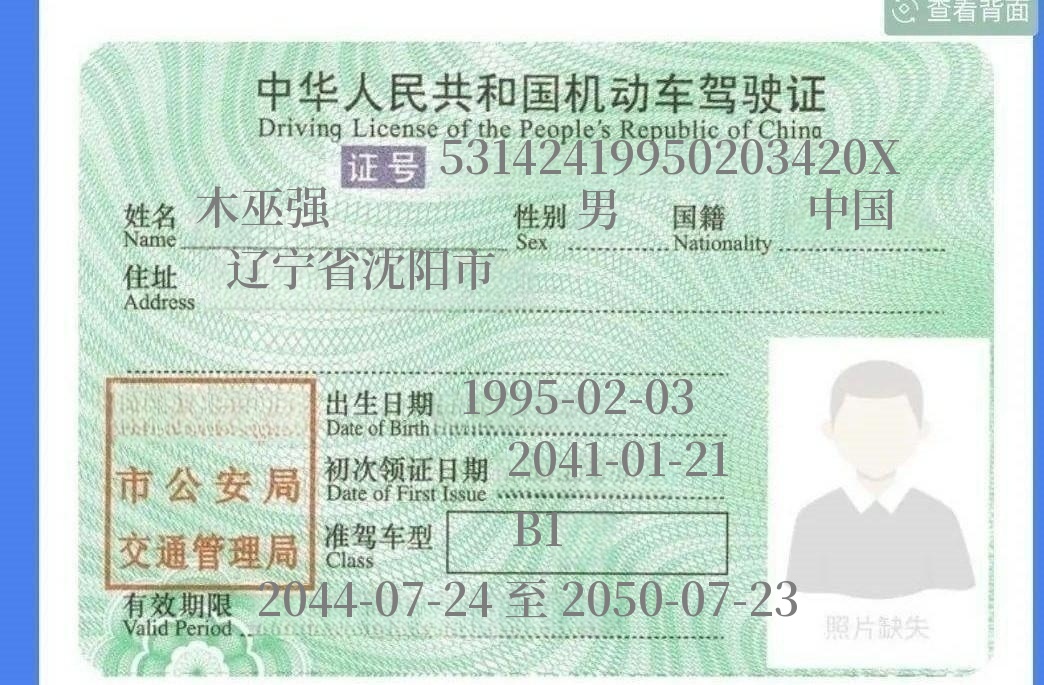 查看背面
中华人民共和国机动车驾驶证
Driving License of the People's Republic of China
证号 53142419950203420X
姓名 木巫强 性别 男 国籍 中国
Name Sex Nationality
住址 辽宁省沈阳市
Address
出生日期 1995-02-03
Date of Birth
初次领证日期 2041-01-21
Date of First Issue
市公安局
准驾车型 B1
Class
交通管理局
有效期限 2044-07-24 至 2050-07-23
Valid Period
照片缺失